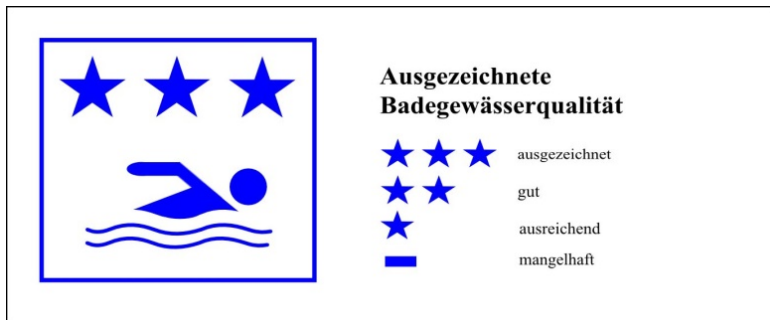 Ausgezeichnete
Badegewässerqualität
ausgezeichnet
gut
ausreichend
mangelhaft